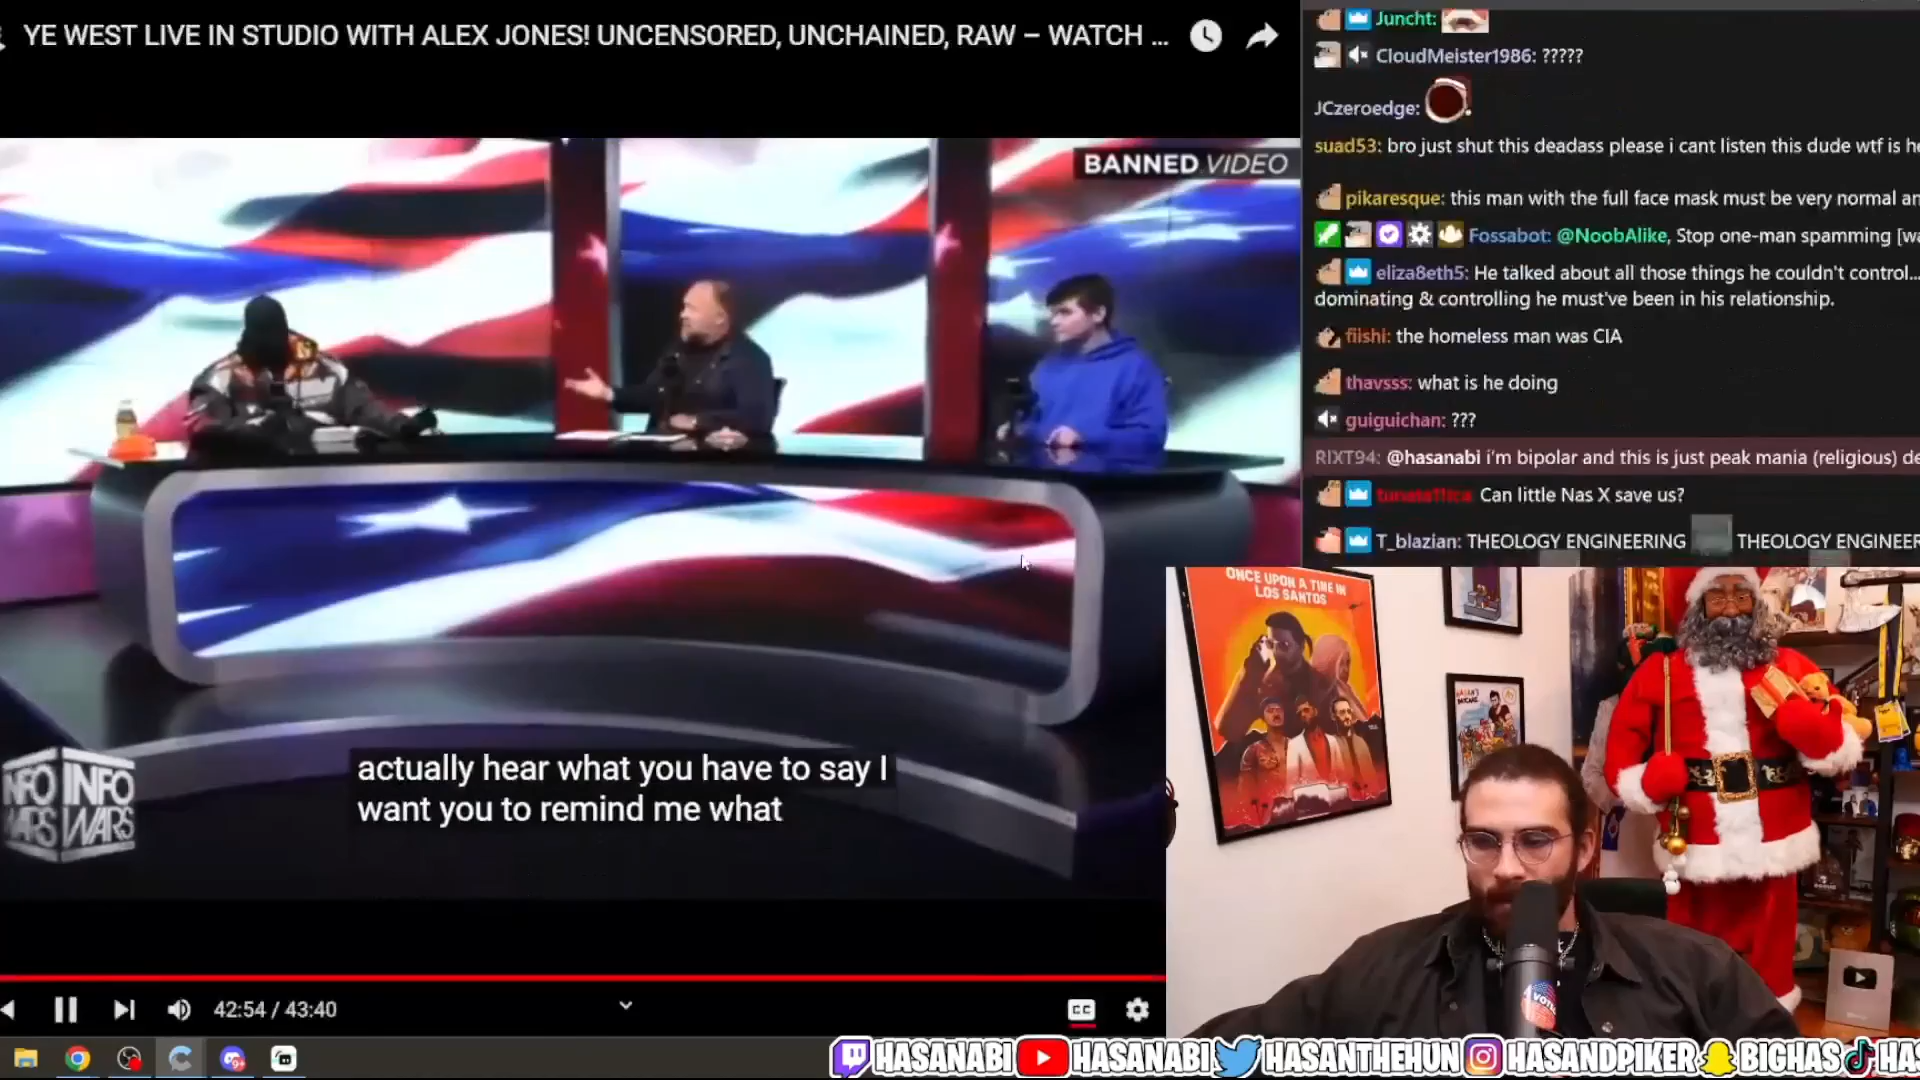 YE WEST LIVE IN STUDIO WITH ALEX JONES! UNCENSORED, UNCHAINED, RAW – WATCH ...
BANNED VIDEO
INFO INFO
WARS WARS
actually hear what you have to say I
want you to remind me what
42:54 / 43:40
CC
Juncht:
CloudMeister1986: ?????
JCzeroedge:
suad53: bro just shut this deadass please i cant listen this dude wtf is he
pikaresque: this man with the full face mask must be very normal an
Fossabot: @NoobAlike, Stop one-man spamming [wa
eliza8eth5: He talked about all those things he couldn't control...
dominating & controlling he must've been in his relationship.
fiishi: the homeless man was CIA
thavsss: what is he doing
guiguichan: ???
RIXT94: @hasanabi i'm bipolar and this is just peak mania (religious) de
Can little Nas X save us?
T_blazian: THEOLOGY ENGINEERING THEOLOGY ENGINEER
ONCE UPON A TIME IN
LOS SANTOS
VOTE
HASANABI HASANABI HASANTHEHUN HASANDPIKER BIGHAS HAS